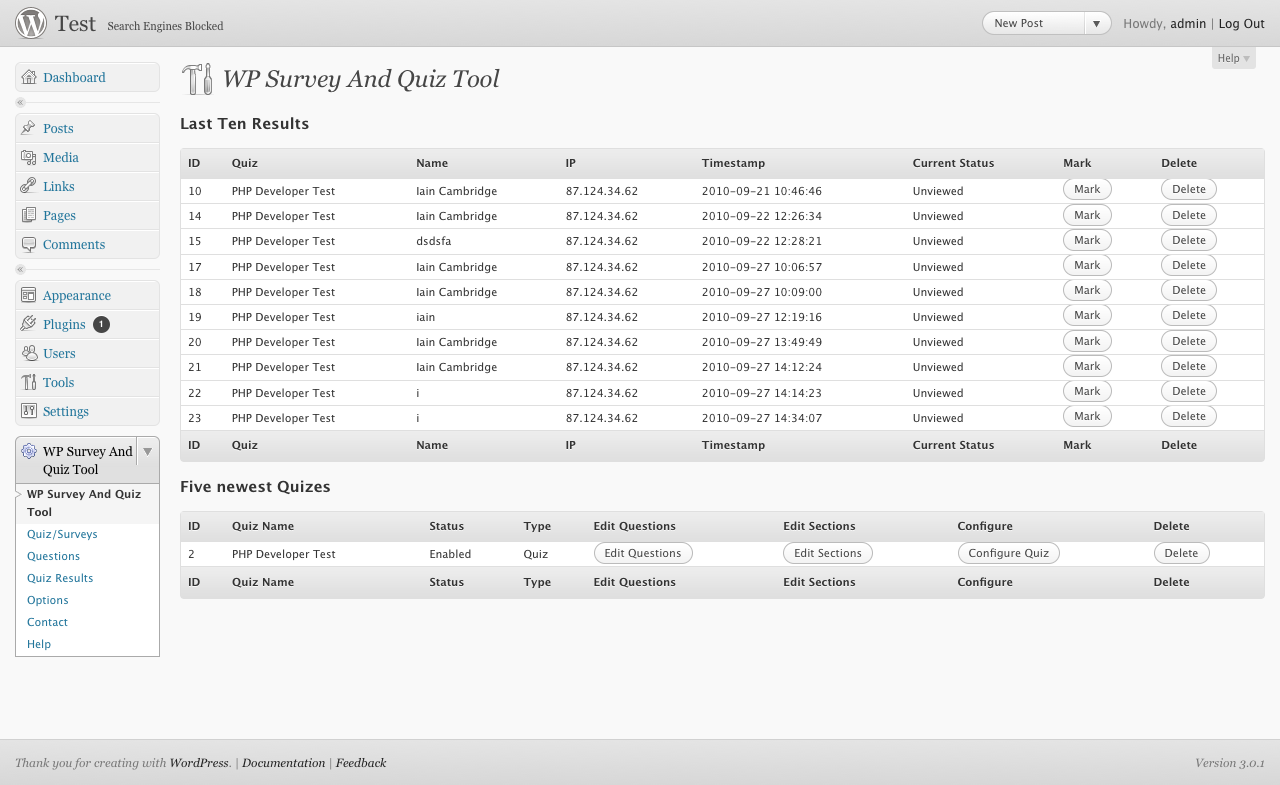 Test Search Engines Blocked New Post Howdy, admin | Log Out
Help
Dashboard
Posts
Media
Links
Pages
Comments
Appearance
Plugins 1
Users
Tools
Settings
WP Survey And
Quiz Tool
WP Survey And Quiz
Tool
Quiz/Surveys
Questions
Quiz Results
Options
Contact
Help
WP Survey And Quiz Tool
Last Ten Results
ID Quiz Name IP Timestamp Current Status Mark Delete
10 PHP Developer Test Iain Cambridge 87.124.34.62 2010-09-21 10:46:46 Unviewed Mark Delete
14 PHP Developer Test Iain Cambridge 87.124.34.62 2010-09-22 12:26:34 Unviewed Mark Delete
15 PHP Developer Test dsdsfa 87.124.34.62 2010-09-22 12:28:21 Unviewed Mark Delete
17 PHP Developer Test Iain Cambridge 87.124.34.62 2010-09-27 10:06:57 Unviewed Mark Delete
18 PHP Developer Test Iain Cambridge 87.124.34.62 2010-09-27 10:09:00 Unviewed Mark Delete
19 PHP Developer Test iain 87.124.34.62 2010-09-27 12:19:16 Unviewed Mark Delete
20 PHP Developer Test Iain Cambridge 87.124.34.62 2010-09-27 13:49:49 Unviewed Mark Delete
21 PHP Developer Test Iain Cambridge 87.124.34.62 2010-09-27 14:12:24 Unviewed Mark Delete
22 PHP Developer Test i 87.124.34.62 2010-09-27 14:14:23 Unviewed Mark Delete
23 PHP Developer Test i 87.124.34.62 2010-09-27 14:34:07 Unviewed Mark Delete
ID Quiz Name IP Timestamp Current Status Mark Delete
Five newest Quizes
ID Quiz Name Status Type Edit Questions Edit Sections Configure Delete
2 PHP Developer Test Enabled Quiz Edit Questions Edit Sections Configure Quiz Delete
ID Quiz Name Status Type Edit Questions Edit Sections Configure Delete
Thank you for creating with WordPress. | Documentation | Feedback Version 3.0.1